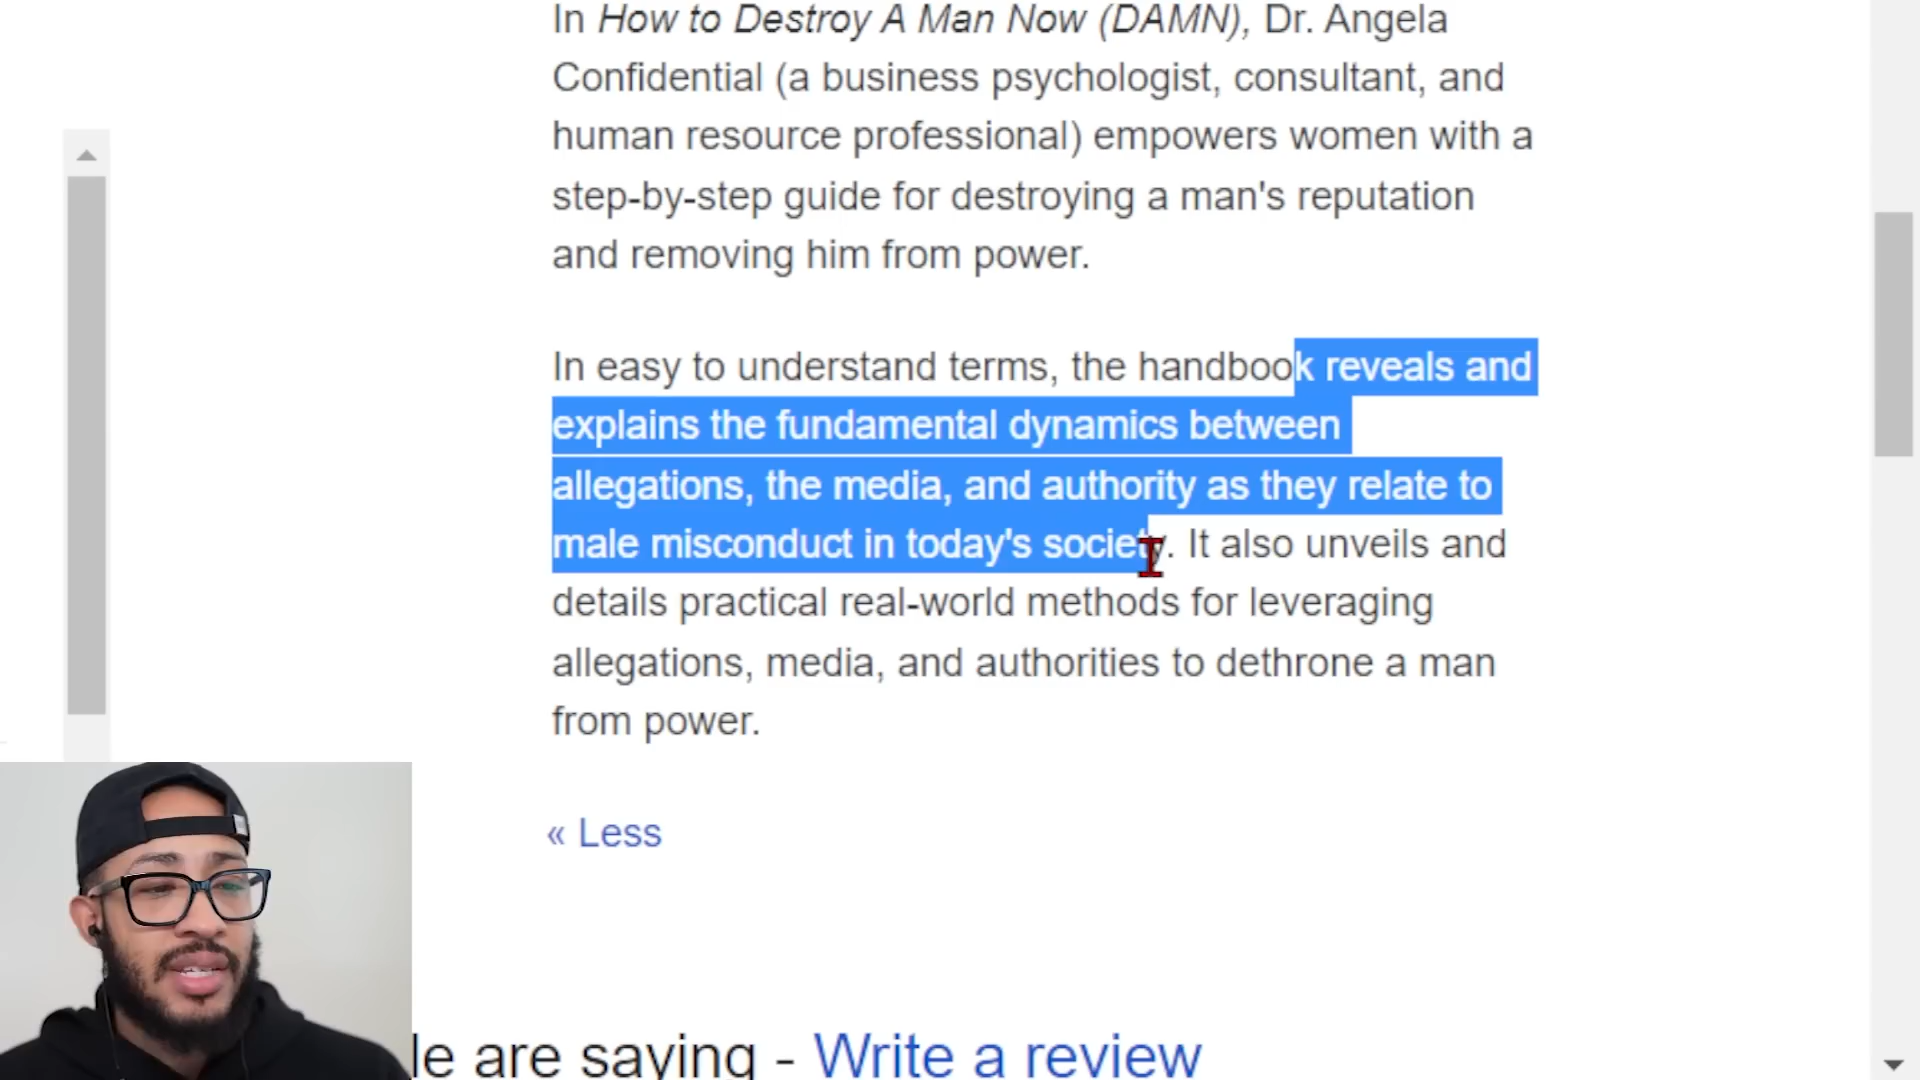 In How to Destroy A Man Now (DAMN), Dr. Angela
Confidential (a business psychologist, consultant, and
human resource professional) empowers women with a
step-by-step guide for destroying a man's reputation
and removing him from power.
In easy to understand terms, the handbook reveals and
explains the fundamental dynamics between
allegations, the media, and authority as they relate to
male misconduct in today's society. It also unveils and
details practical real-world methods for leveraging
allegations, media, and authorities to dethrone a man
from power.
« Less
le are saying - Write a review